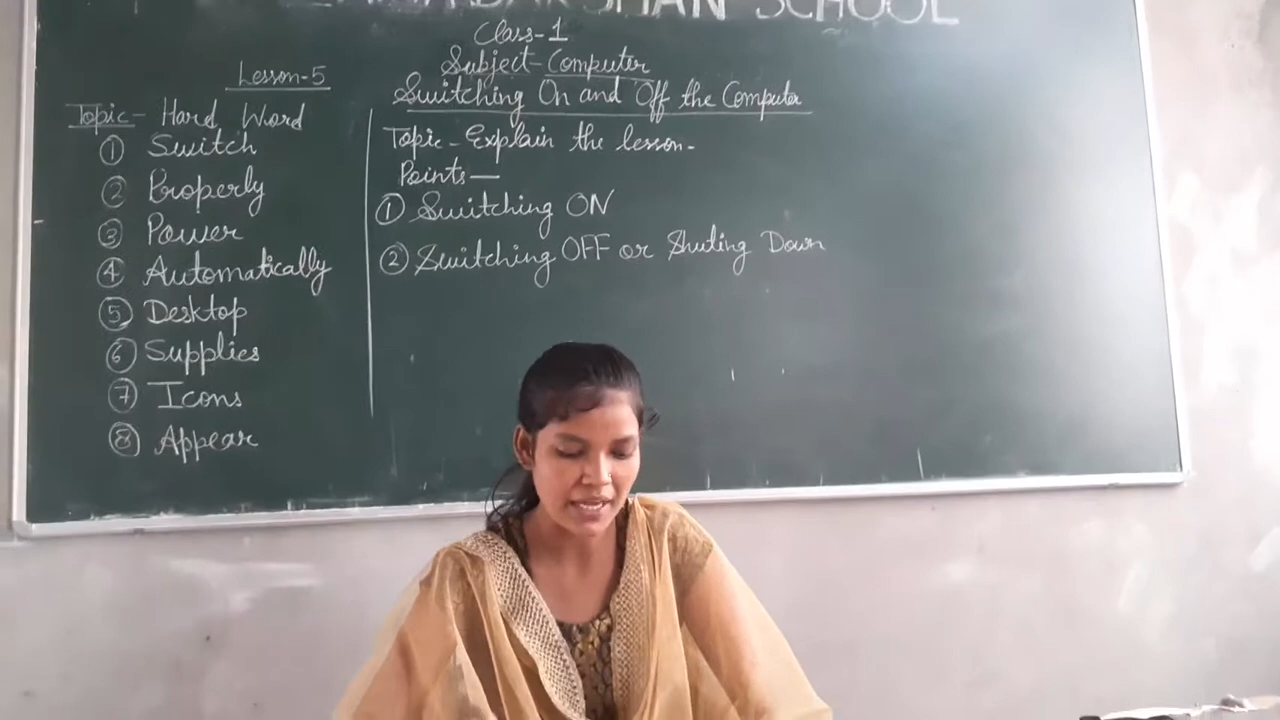 SCHOOL
Class-1
Subject-Computer
Lesson-5
Switching On and Off the Computer
Topic- Hard Word
① Switch
② Properly
③ Power
④ Automatically
⑤ Desktop
⑥ Supplies
⑦ Icons
⑧ Appear
Topic-Explain the lesson-
Points—
① Switching ON
② Switching OFF or Shuting Down